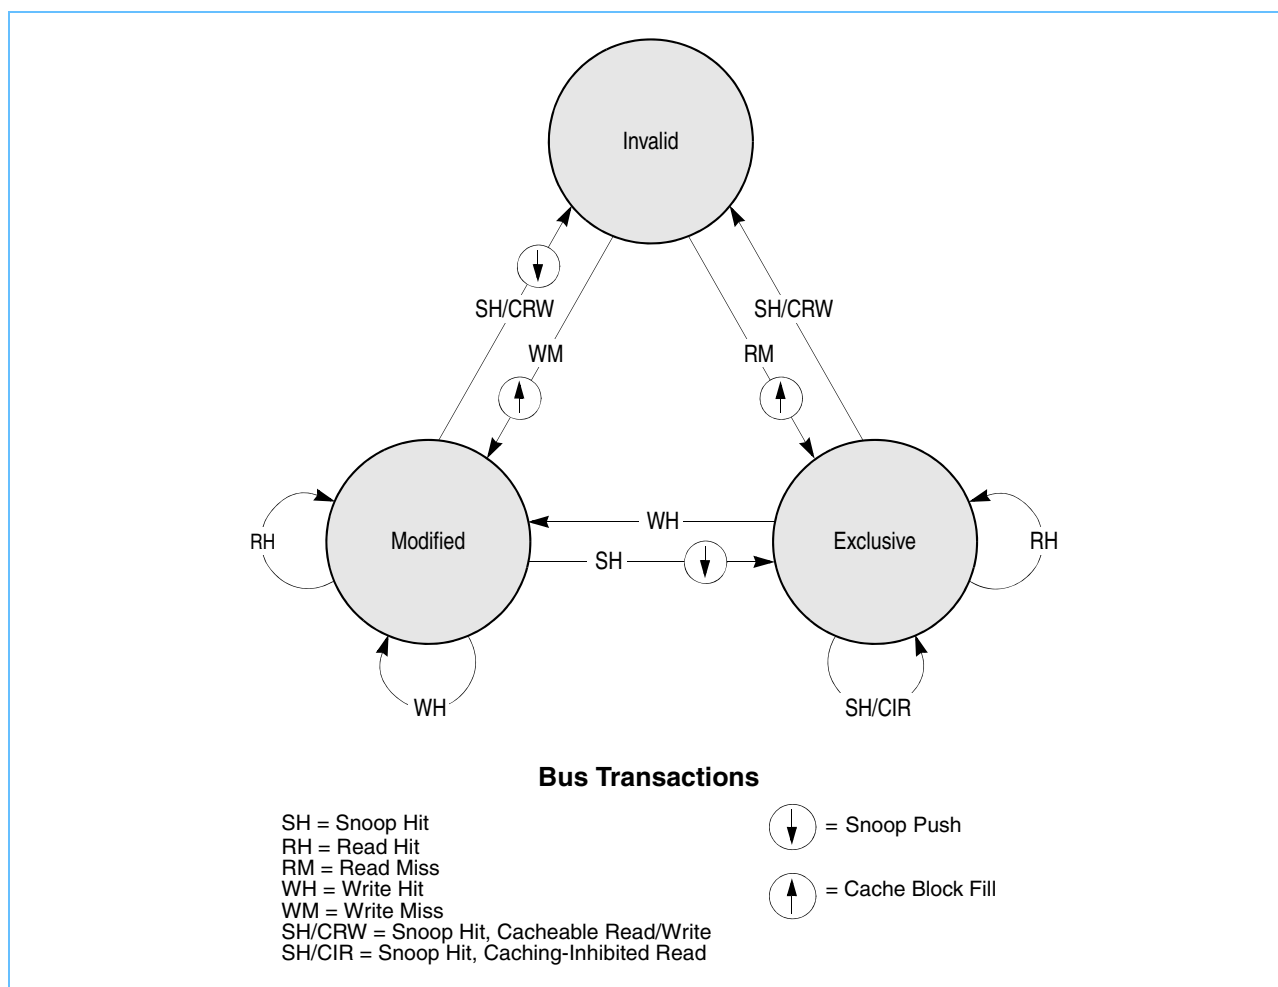 Invalid
SH/CRW
SH/CRW
WM
RM
WH
RH
Modified
Exclusive
RH
SH
WH
SH/CIR
Bus Transactions
SH = Snoop Hit
RH = Read Hit
RM = Read Miss
WH = Write Hit
WM = Write Miss
SH/CRW = Snoop Hit, Cacheable Read/Write
SH/CIR = Snoop Hit, Caching-Inhibited Read
= Snoop Push
= Cache Block Fill